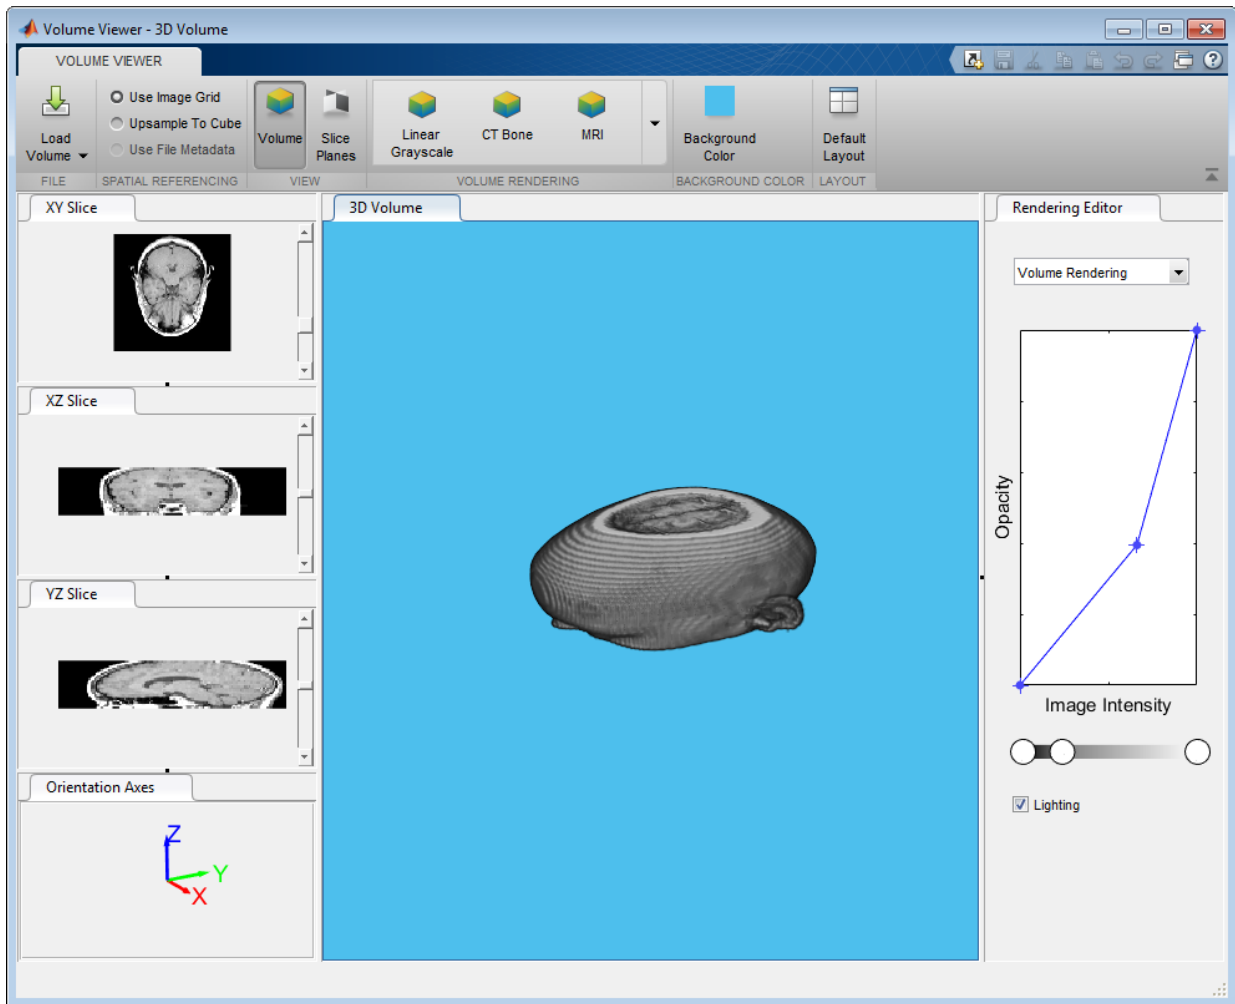 Volume Viewer - 3D Volume
VOLUME VIEWER
Load
Volume
Use Image Grid
Upsample To Cube
Use File Metadata
Volume
Slice
Planes
Linear
Grayscale
CT Bone
MRI
Background
Color
Default
Layout
FILE
SPATIAL REFERENCING
VIEW
VOLUME RENDERING
BACKGROUND COLOR
LAYOUT
XY Slice
XZ Slice
YZ Slice
Orientation Axes
Z
Y
X
3D Volume
Rendering Editor
Volume Rendering
Opacity
Image Intensity
Lighting